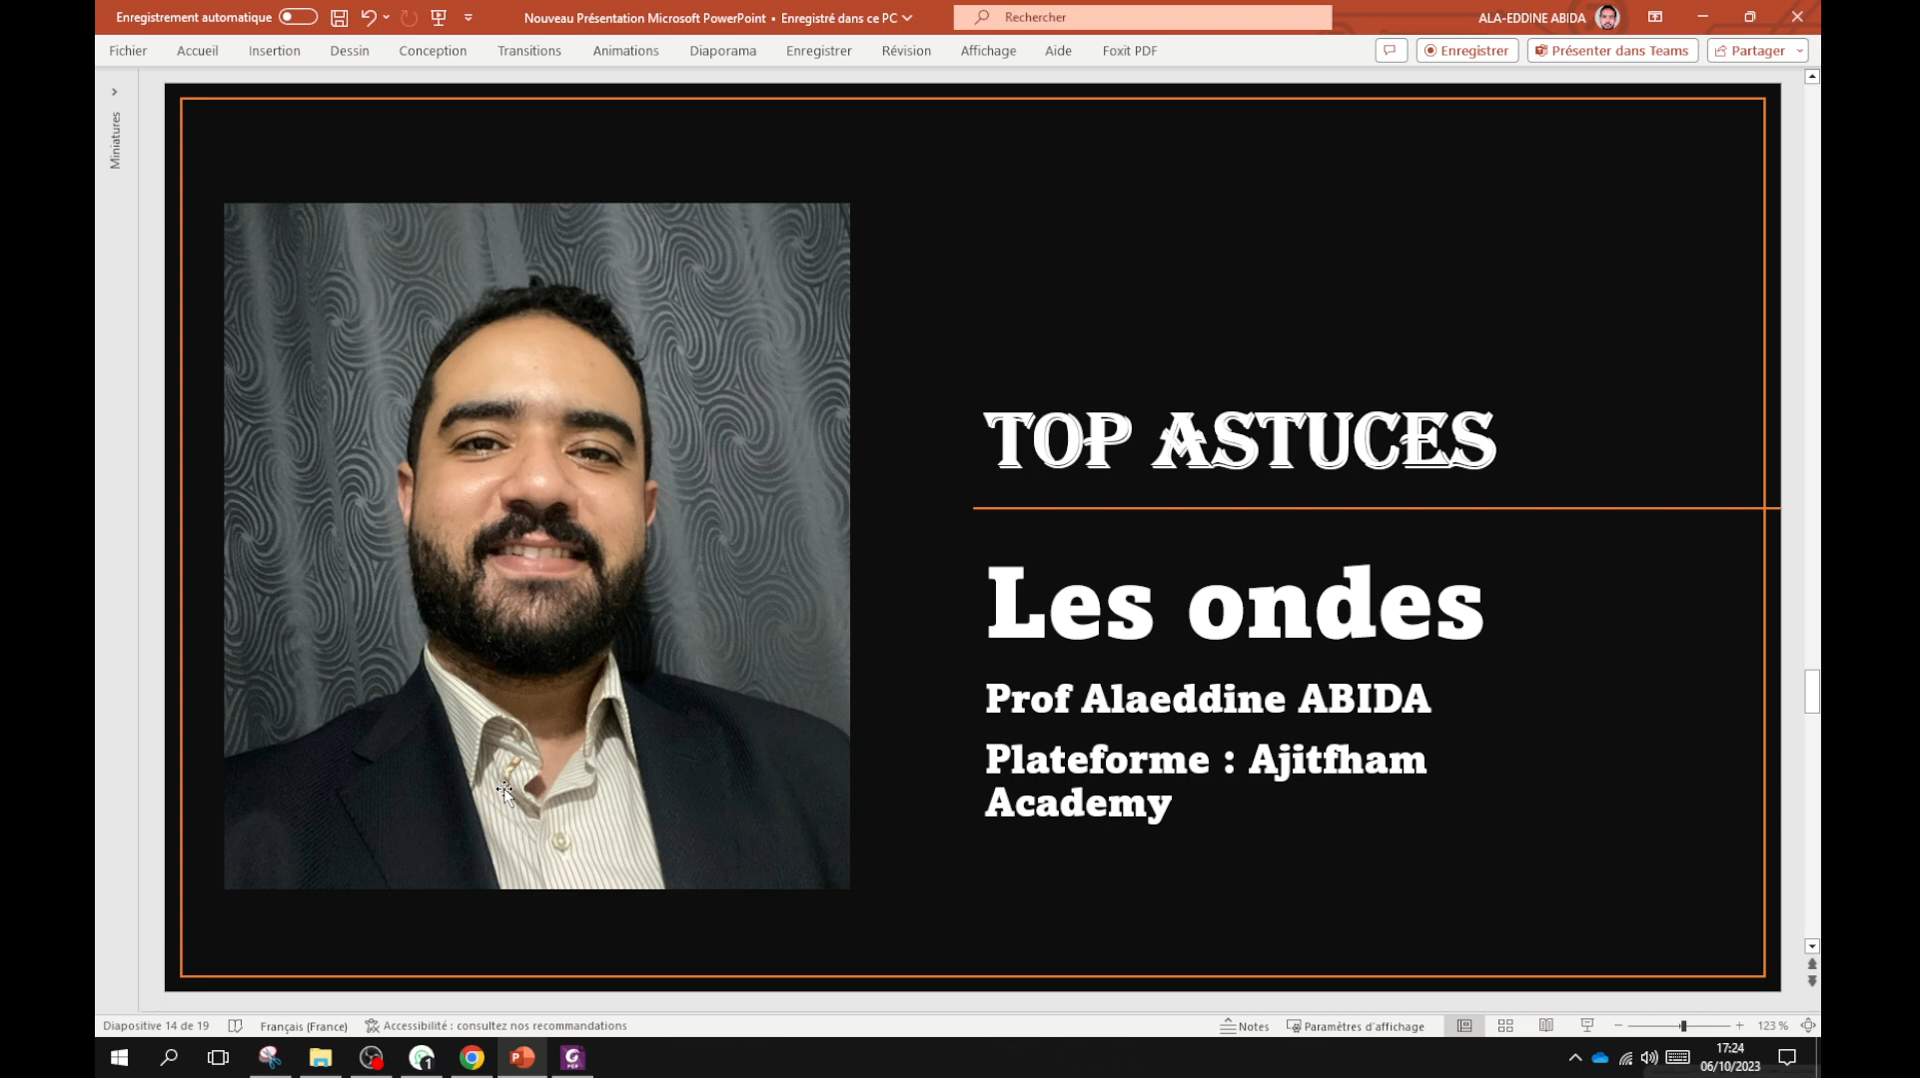 Enregistrement automatique
Nouveau Présentation Microsoft PowerPoint • Enregistré dans ce PC
Rechercher
ALA-EDDINE ABIDA
Fichier Accueil Insertion Dessin Conception Transitions Animations Diaporama Enregistrer Révision Affichage Aide Foxit PDF
Enregistrer
Présenter dans Teams
Partager
Miniatures
TOP ASTUCES
Les ondes
Prof Alaeddine ABIDA
Plateforme : Ajitfham
Academy
Diapositive 14 de 19
Français (France)
Accessibilité : consultez nos recommandations
Notes
Paramètres d'affichage
123 %
17:24
06/10/2023